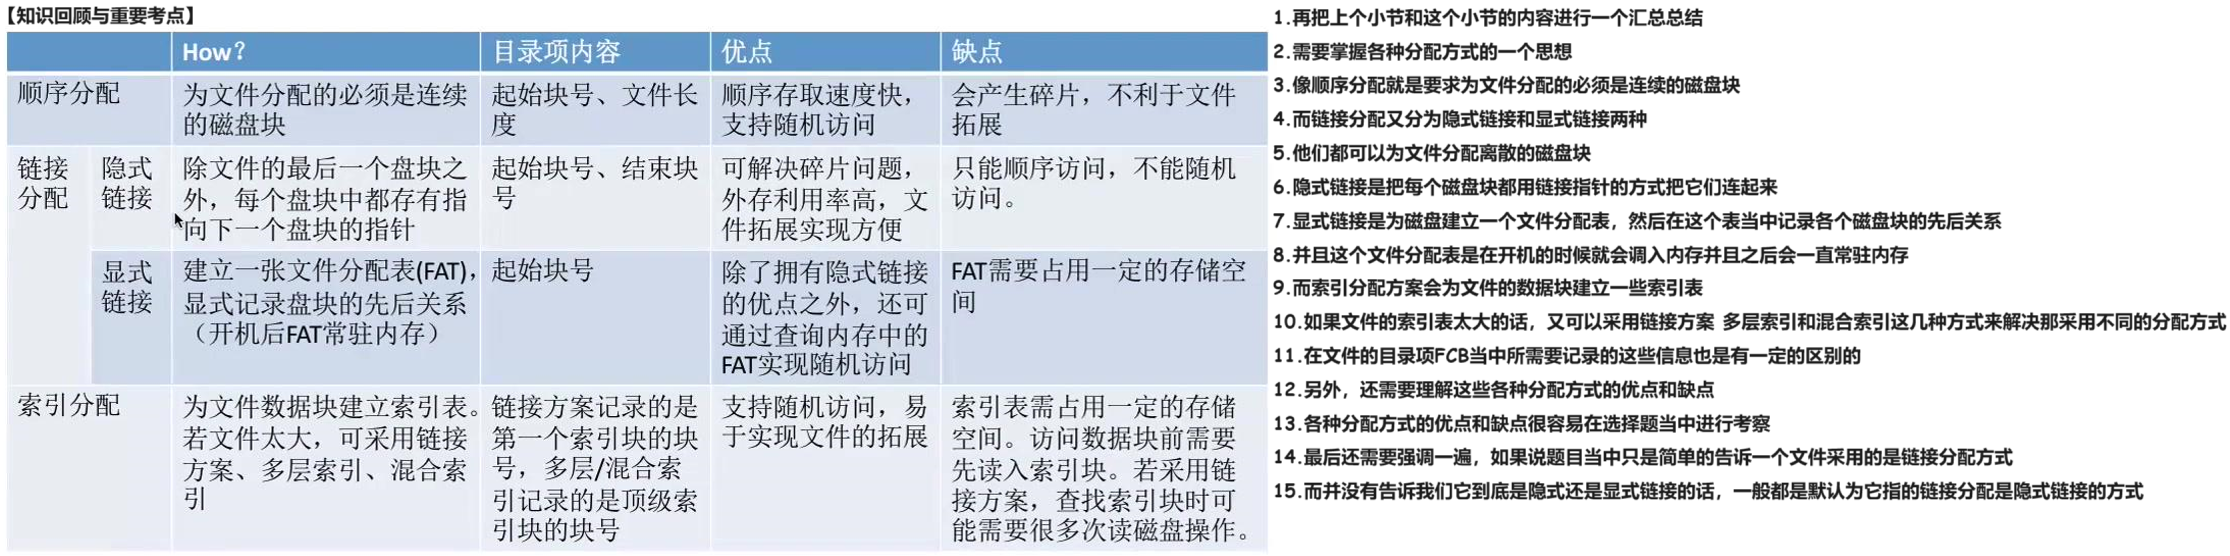 【知识回顾与重要考点】
How?
目录项内容
优点
缺点
顺序分配
为文件分配的必须是连续
的磁盘块
起始块号、文件长
度
顺序存取速度快，
支持随机访问
会产生碎片，不利于文件
拓展
链接
分配
隐式
链接
除文件的最后一个盘块之
外，每个盘块中都存有指
向下一个盘块的指针
起始块号、结束块
号
可解决碎片问题，
外存利用率高，文
件拓展实现方便
只能顺序访问，不能随机
访问。
显式
链接
建立一张文件分配表(FAT)，
显式记录盘块的先后关系
（开机后FAT常驻内存）
起始块号
除了拥有隐式链接
的优点之外，还可
通过查询内存中的
FAT实现随机访问
FAT需要占用一定的存储空
间
索引分配
为文件数据块建立索引表。
若文件太大，可采用链接
方案、多层索引、混合索
引
链接方案记录的是
第一个索引块的块
号，多层/混合索
引记录的是顶级索
引块的块号
支持随机访问，易
于实现文件的拓展
索引表需占用一定的存储
空间。访问数据块前需要
先读入索引块。若采用链
接方案，查找索引块时可
能需要很多次读磁盘操作。
1.再把上个小节和这个小节的内容进行一个汇总总结
2.需要掌握各种分配方式的一个思想
3.像顺序分配就是要求为文件分配的必须是连续的磁盘块
4.而链接分配又分为隐式链接和显式链接两种
5.他们都可以为文件分配离散的磁盘块
6.隐式链接是把每个磁盘块都用链接指针的方式把它们连起来
7.显式链接是为磁盘建立一个文件分配表，然后在这个表当中记录各个磁盘块的先后关系
8.并且这个文件分配表是在开机的时候就会调入内存并且之后会一直常驻内存
9.而索引分配方案会为文件的数据块建立一些索引表
10.如果文件的索引表太大的话，又可以采用链接方案 多层索引和混合索引这几种方式来解决那采用不同的分配方式
11.在文件的目录项FCB当中所需要记录的这些信息也是有一定的区别的
12.另外，还需要理解这些各种分配方式的优点和缺点
13.各种分配方式的优点和缺点很容易在选择题当中进行考察
14.最后还需要强调一遍，如果说题目当中只是简单的告诉一个文件采用的是链接分配方式
15.而并没有告诉我们它到底是隐式还是显式链接的话，一般都是默认为它指的链接分配是隐式链接的方式